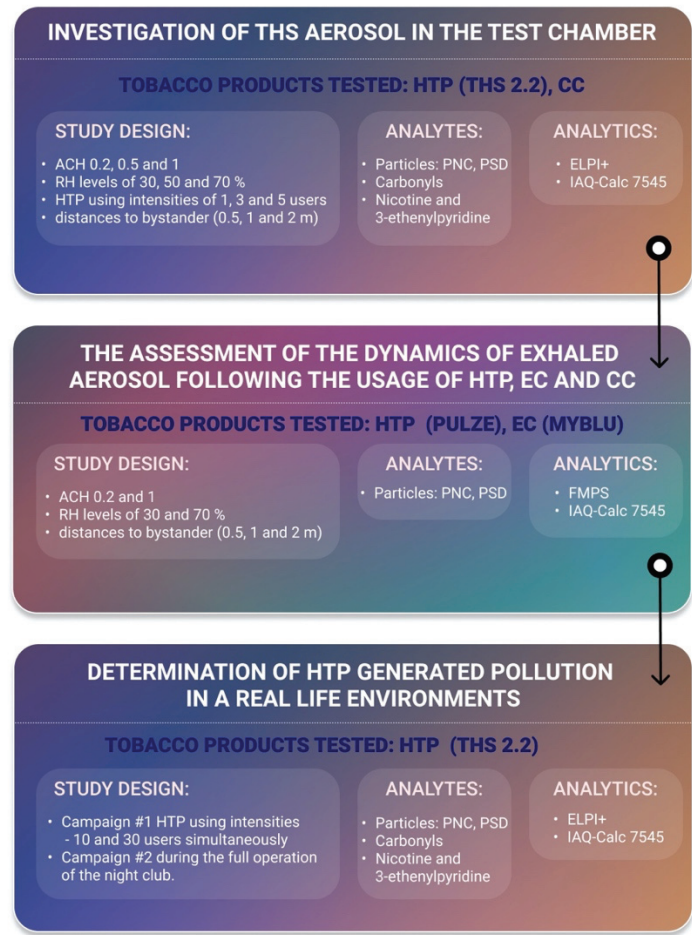 INVESTIGATION OF THS AEROSOL IN THE TEST CHAMBER
TOBACCO PRODUCTS TESTED: HTP (THS 2.2), CC
STUDY DESIGN:
• ACH 0.2, 0.5 and 1
• RH levels of 30, 50 and 70 %
• HTP using intensities of 1, 3 and 5 users
• distances to bystander (0.5, 1 and 2 m)
ANALYTES:
• Particles: PNC, PSD
• Carbonyls
• Nicotine and
3-ethenylpyridine
ANALYTICS:
• ELPI+
• IAQ-Calc 7545
THE ASSESSMENT OF THE DYNAMICS OF EXHALED
AEROSOL FOLLOWING THE USAGE OF HTP, EC AND CC
TOBACCO PRODUCTS TESTED: HTP (PULZE), EC (MYBLU)
STUDY DESIGN:
• ACH 0.2 and 1
• RH levels of 30 and 70 %
• distances to bystander (0.5, 1 and 2 m)
ANALYTES:
• Particles: PNC, PSD
ANALYTICS:
• FMPS
• IAQ-Calc 7545
DETERMINATION OF HTP GENERATED POLLUTION
IN A REAL LIFE ENVIRONMENTS
TOBACCO PRODUCTS TESTED: HTP (THS 2.2)
STUDY DESIGN:
• Campaign #1 HTP using intensities
- 10 and 30 users simultaneously
• Campaign #2 during the full operation
of the night club.
ANALYTES:
• Particles: PNC, PSD
• Carbonyls
• Nicotine and
3-ethenylpyridine
ANALYTICS:
• ELPI+
• IAQ-Calc 7545